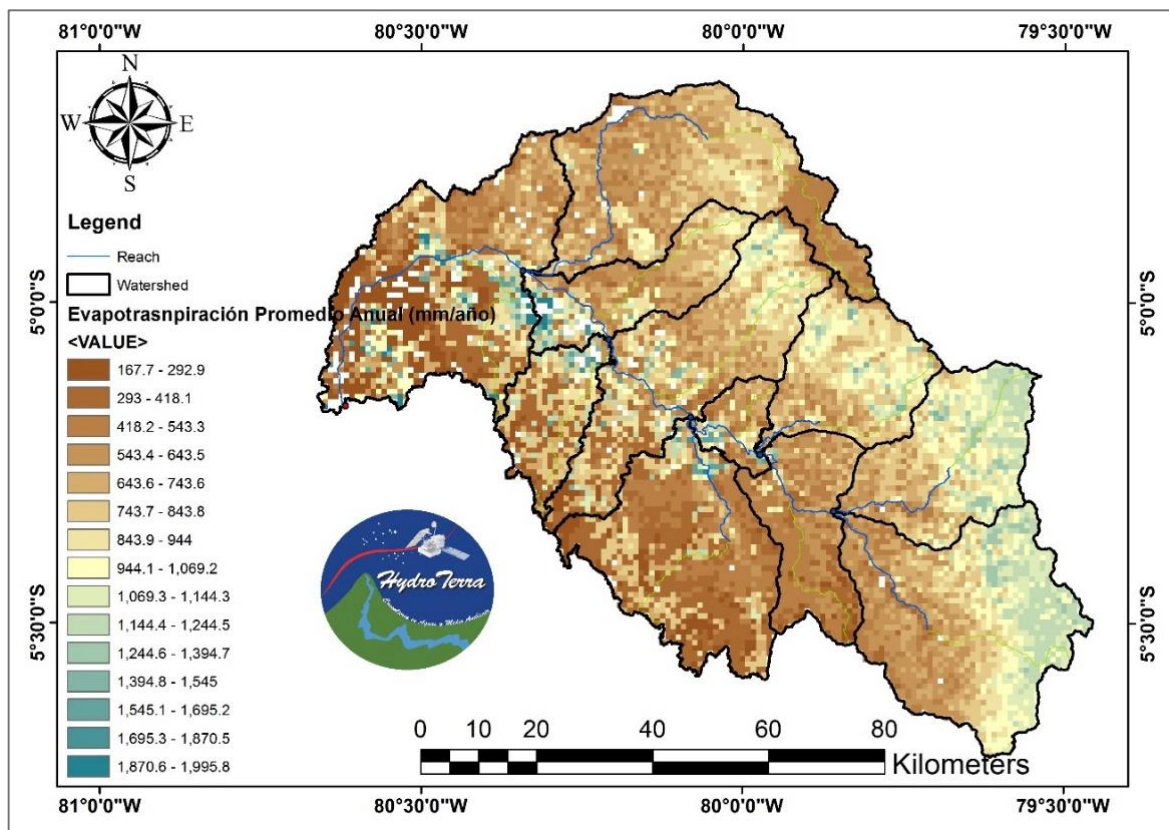 81°0'0"W 80°30'0"W 80°0'0"W 79°30'0"W
N
W E
S
Legend
Reach
Watershed
Evapotrasnpiración Promedio Anual (mm/año)
<VALUE>
167.7 - 292.9
293 - 418.1
418.2 - 543.3
543.4 - 643.5
643.6 - 743.6
743.7 - 843.8
843.9 - 944
944.1 - 1,069.2
1,069.3 - 1,144.3
1,144.4 - 1,244.5
1,244.6 - 1,394.7
1,394.8 - 1,545
1,545.1 - 1,695.2
1,695.3 - 1,870.5
1,870.6 - 1,995.8
5°0'0"S
5°30'0"S
HydroTerra
0 10 20 40 60 80
Kilometers
5°0'0"S
5°30'0"S
81°0'0"W 80°30'0"W 80°0'0"W 79°30'0"W